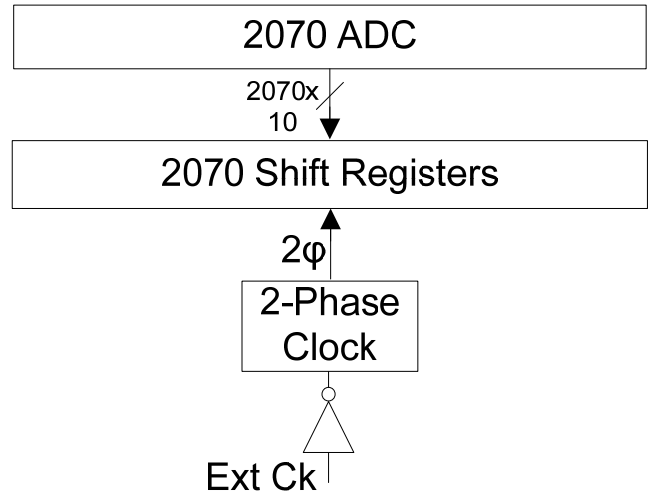 2070 ADC
2070x
10
2070 Shift Registers
2φ
2-Phase
Clock
Ext Ck